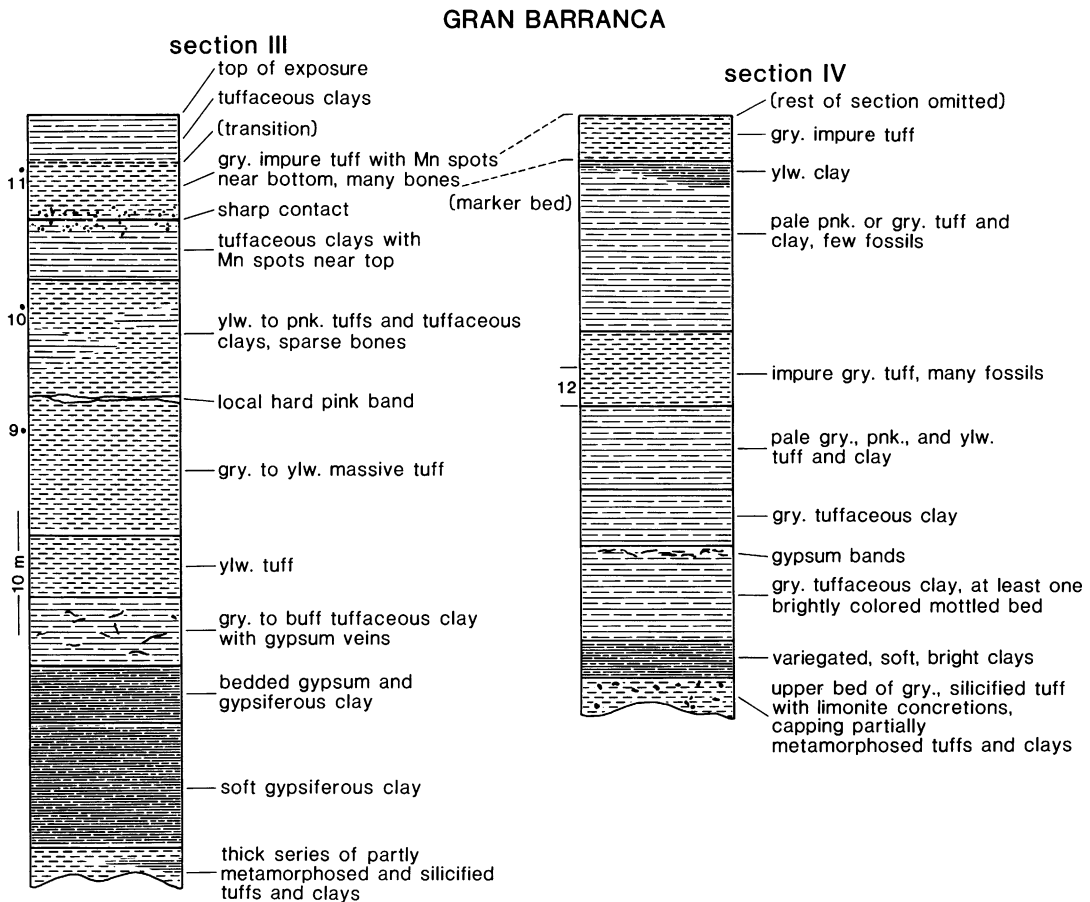 GRAN BARRANCA
section III
top of exposure
tuffaceous clays
(transition)
gry. impure tuff with Mn spots
near bottom, many bones
(marker bed)
sharp contact
tuffaceous clays with
Mn spots near top
ylw. to pnk. tuffs and tuffaceous
clays, sparse bones
local hard pink band
gry. to ylw. massive tuff
ylw. tuff
gry. to buff tuffaceous clay
with gypsum veins
bedded gypsum and
gypsiferous clay
soft gypsiferous clay
thick series of partly
metamorphosed and silicified
tuffs and clays
11
10
9
10 m
section IV
(rest of section omitted)
gry. impure tuff
ylw. clay
pale pnk. or gry. tuff and
clay, few fossils
impure gry. tuff, many fossils
12
pale gry., pnk., and ylw.
tuff and clay
gry. tuffaceous clay
gypsum bands
gry. tuffaceous clay, at least one
brightly colored mottled bed
variegated, soft, bright clays
upper bed of gry., silicified tuff
with limonite concretions,
capping partially
metamorphosed tuffs and clays